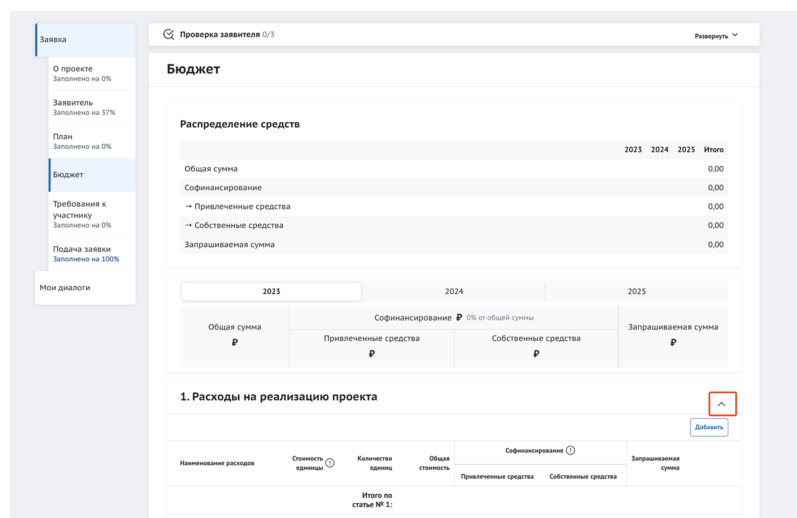 Заявка
О проекте
Заполнено на 0%
Заявитель
Заполнено на 37%
План
Заполнено на 0%
Бюджет
Требования к
участнику
Заполнено на 0%
Подача заявки
Заполнено на 100%
Мои диалоги
Проверка заявителя 0/3
Развернуть
Бюджет
Распределение средств
2023 2024 2025 Итого
Общая сумма 0,00
Софинансирование 0,00
→ Привлеченные средства 0,00
→ Собственные средства 0,00
Запрашиваемая сумма 0,00
2023 2024 2025
Общая сумма
₽
Софинансирование ₽ 0% от общей суммы
Привлеченные средства
₽
Собственные средства
₽
Запрашиваемая сумма
₽
1. Расходы на реализацию проекта
Добавить
Наименование расходов
Стоимость
единицы ?
Количество
единиц
Общая
стоимость
Софинансирование ?
Привлеченные средства
Собственные средства
Запрашиваемая
сумма
Итого по
статье № 1: